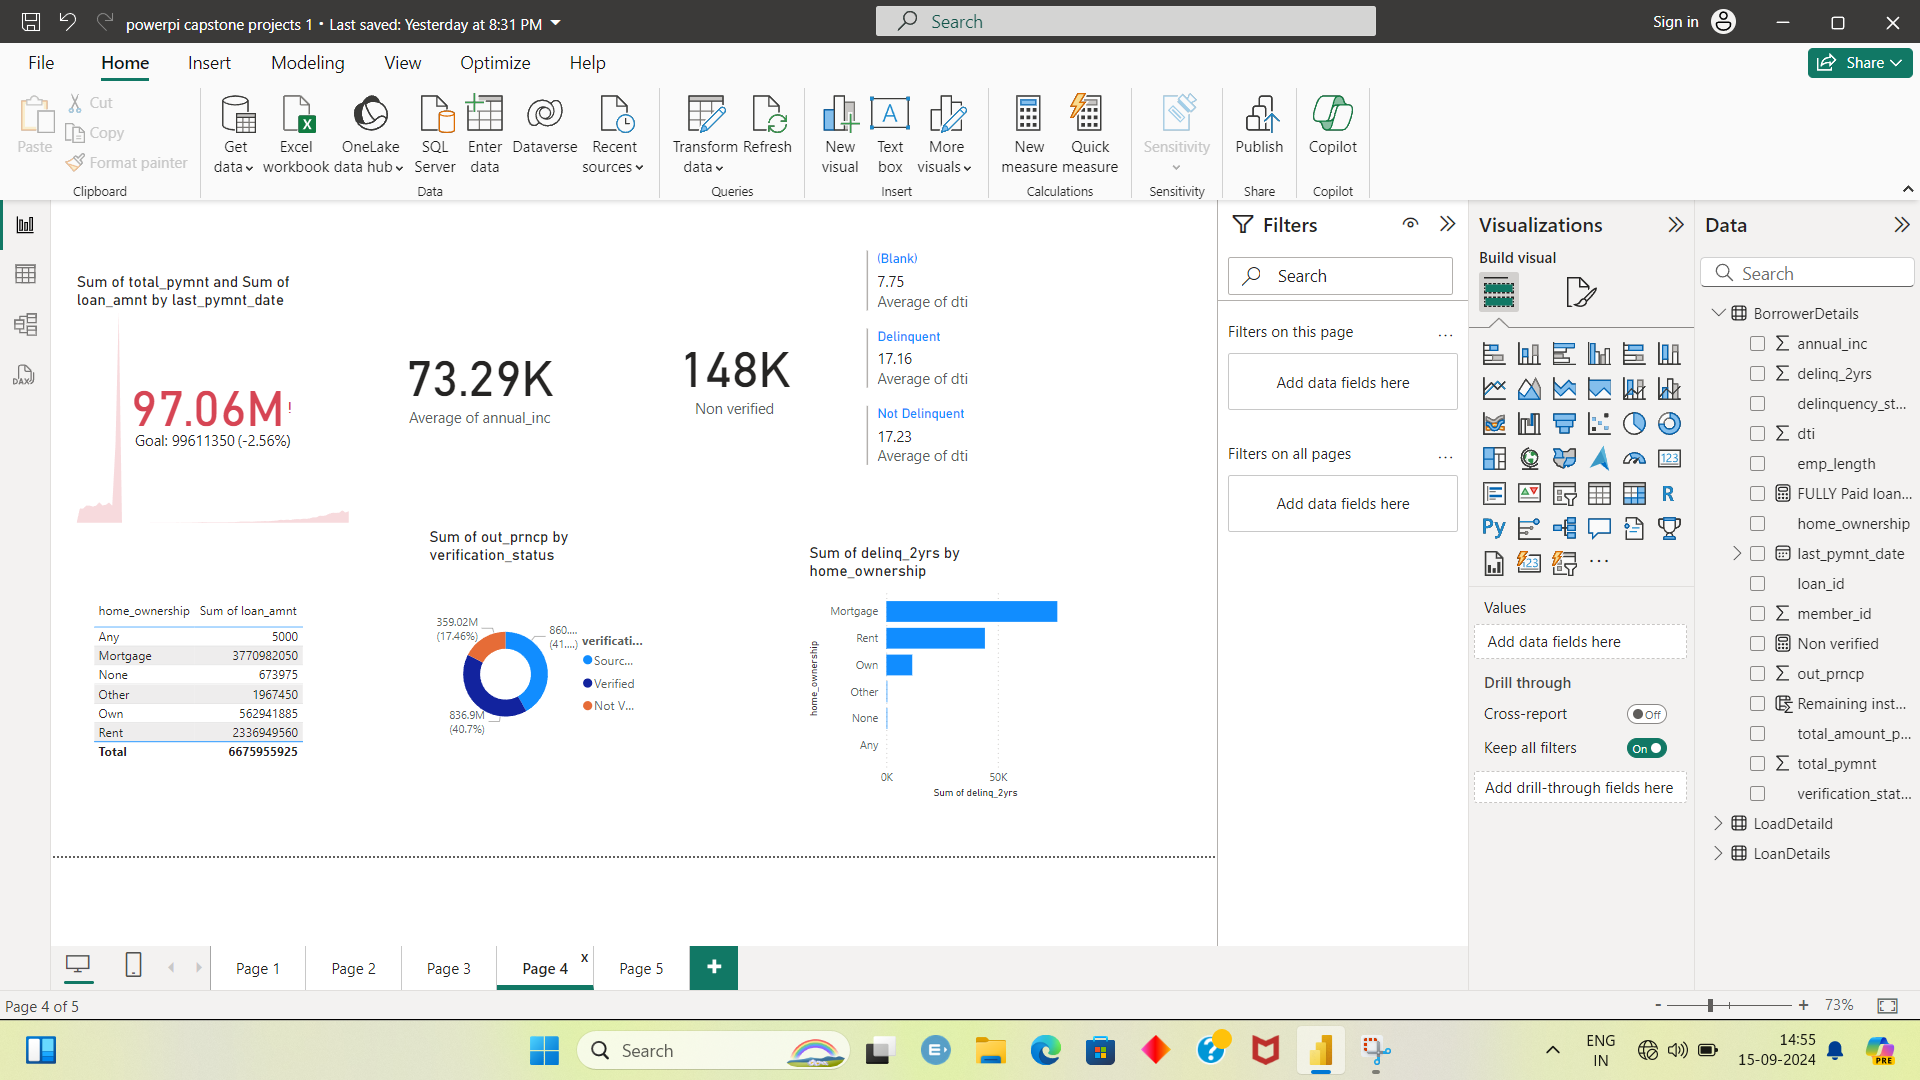 powerpi capstone projects 1 • Last saved: Yesterday at 8:31 PM
Search
Sign in
File
Home
Insert
Modeling
View
Optimize
Help
Share
Paste
Cut
Copy
Format painter
Clipboard
Get data
Excel workbook
OneLake data hub
SQL Server
Enter data
Dataverse
Recent sources
Data
Transform data
Refresh
Queries
New visual
Text box
More visuals
Insert
New measure
Quick measure
Calculations
Sensitivity
Sensitivity
Publish
Share
Copilot
Copilot
Sum of total_pymnt and Sum of
loan_amnt by last_pymnt_date
97.06M!
Goal: 99611350 (-2.56%)
73.29K
Average of annual_inc
148K
Non verified
(Blank)
7.75
Average of dti
Delinquent
17.16
Average of dti
Not Delinquent
17.23
Average of dti
home_ownership Sum of loan_amnt
Any 5000
Mortgage 3770982050
None 673975
Other 1967450
Own 562941885
Rent 2336949560
Total 6675955925
Sum of out_prncp by
verification_status
359.02M
(17.46%)
860....
(41....)
836.9M
(40.7%)
verificati...
Sourc...
Verified
Not V...
Sum of delinq_2yrs by
home_ownership
home_ownership
Mortgage
Rent
Own
Other
None
Any
0K 50K
Sum of delinq_2yrs
Filters
Search
Filters on this page ...
Add data fields here
Filters on all pages ...
Add data fields here
Visualizations
Build visual
123
R
Py
123
...
Values
Add data fields here
Drill through
Cross-report Off
Keep all filters On
Add drill-through fields here
Data
Search
BorrowerDetails
annual_inc
delinq_2yrs
delinquency_st...
dti
emp_length
FULLY Paid loan...
home_ownership
last_pymnt_date
loan_id
member_id
Non verified
out_prncp
Remaining inst...
total_amount_p...
total_pymnt
verification_stat...
LoadDetaild
LoanDetails
DAX
Page 1
Page 2
Page 3
Page 4
x
Page 5
+
Page 4 of 5
- + 73%
Search
ENG
IN
14:55
15-09-2024
PRE